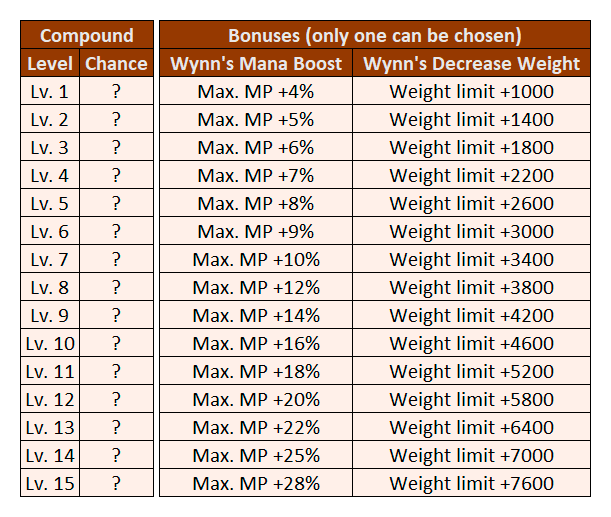 Compound Bonuses (only one can be chosen)
Level Chance Wynn's Mana Boost Wynn's Decrease Weight
Lv. 1 ? Max. MP +4% Weight limit +1000
Lv. 2 ? Max. MP +5% Weight limit +1400
Lv. 3 ? Max. MP +6% Weight limit +1800
Lv. 4 ? Max. MP +7% Weight limit +2200
Lv. 5 ? Max. MP +8% Weight limit +2600
Lv. 6 ? Max. MP +9% Weight limit +3000
Lv. 7 ? Max. MP +10% Weight limit +3400
Lv. 8 ? Max. MP +12% Weight limit +3800
Lv. 9 ? Max. MP +14% Weight limit +4200
Lv. 10 ? Max. MP +16% Weight limit +4600
Lv. 11 ? Max. MP +18% Weight limit +5200
Lv. 12 ? Max. MP +20% Weight limit +5800
Lv. 13 ? Max. MP +22% Weight limit +6400
Lv. 14 ? Max. MP +25% Weight limit +7000
Lv. 15 ? Max. MP +28% Weight limit +7600